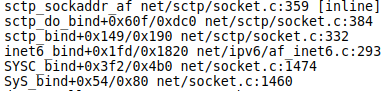 sctp_sockaddr_af net/sctp/socket.c:359 [inline]
sctp_do_bind+0x60f/0xdc0 net/sctp/socket.c:384
sctp_bind+0x149/0x190 net/sctp/socket.c:332
inet6_bind+0x1fd/0x1820 net/ipv6/af_inet6.c:293
SYSC_bind+0x3f2/0x4b0 net/socket.c:1474
SyS_bind+0x54/0x80 net/socket.c:1460